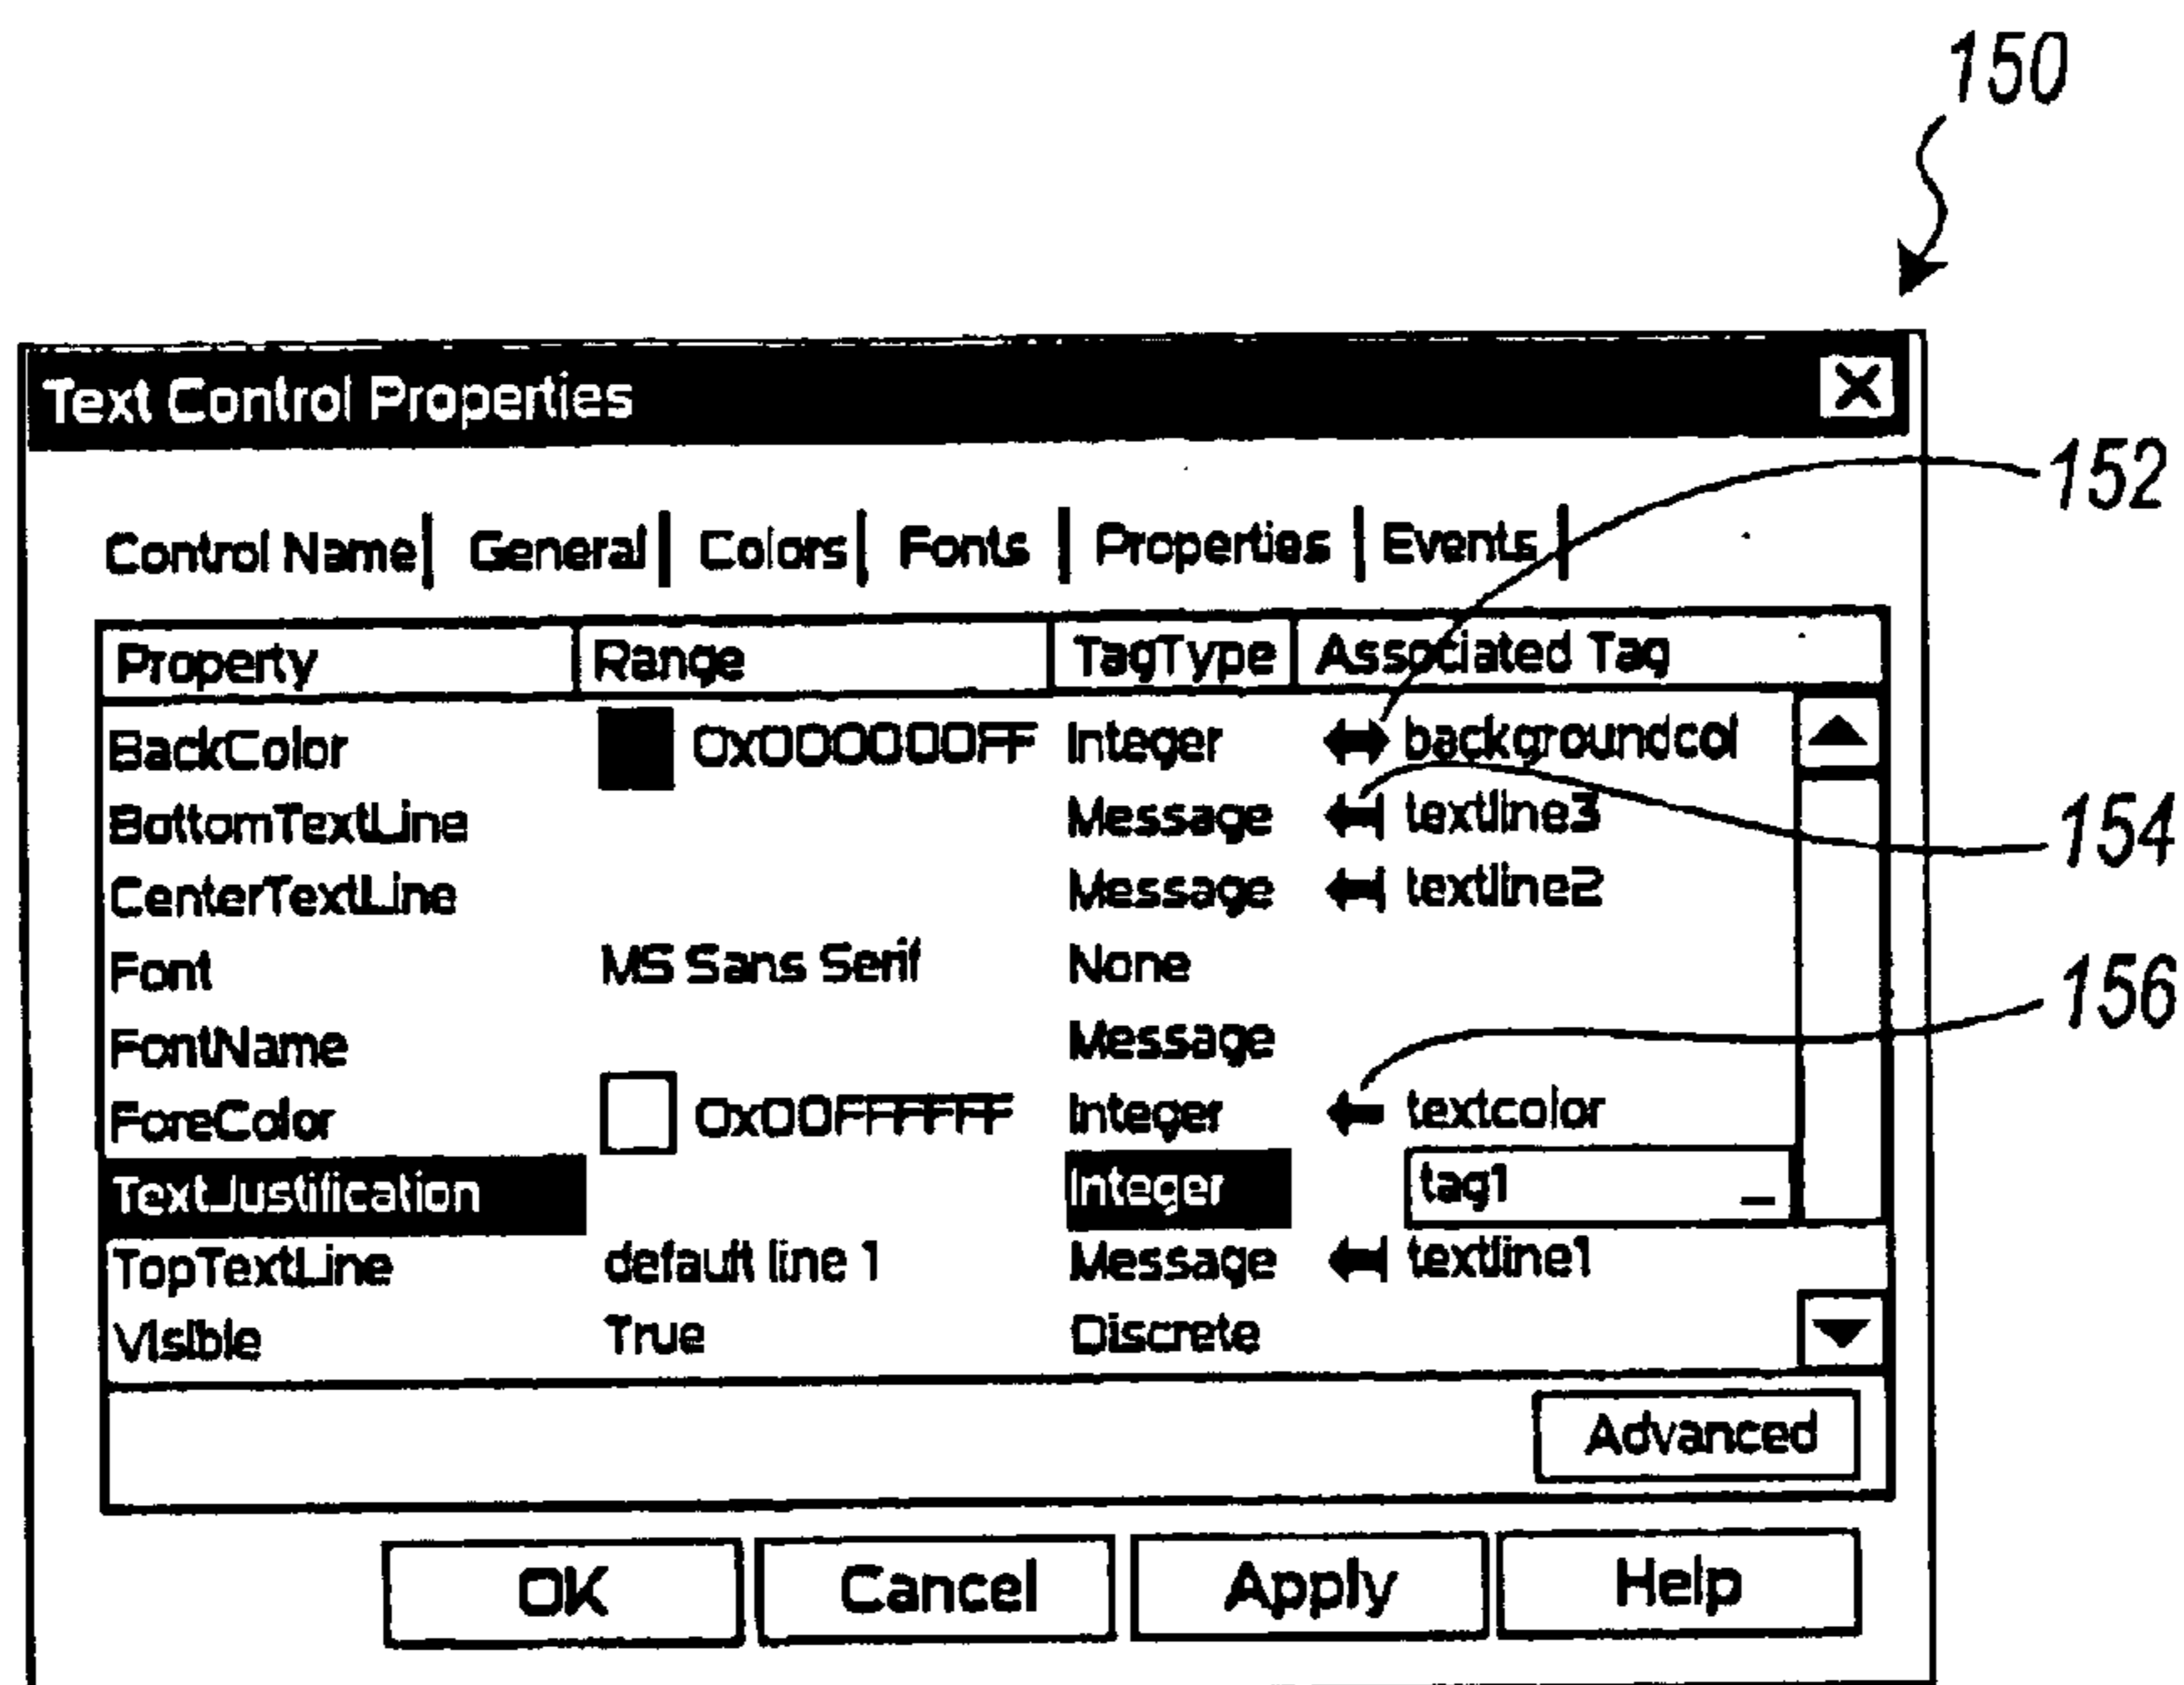 150
Text Control Properties
152
Control Name General Colors Fonts Properties Events
Property Range TagType Associated Tag
BackColor 0x000000FF Integer backgroundcol
BottomTextLine Message textline3
154
CenterTextLine Message textline2
Font MS Sans Serif None
156
FontName Message
ForeColor 0x00FFFFFF Integer textcolor
TextJustification Integer tag1
TopTextLine default line 1 Message textline1
Visible True Discrete
Advanced
OK Cancel Apply Help